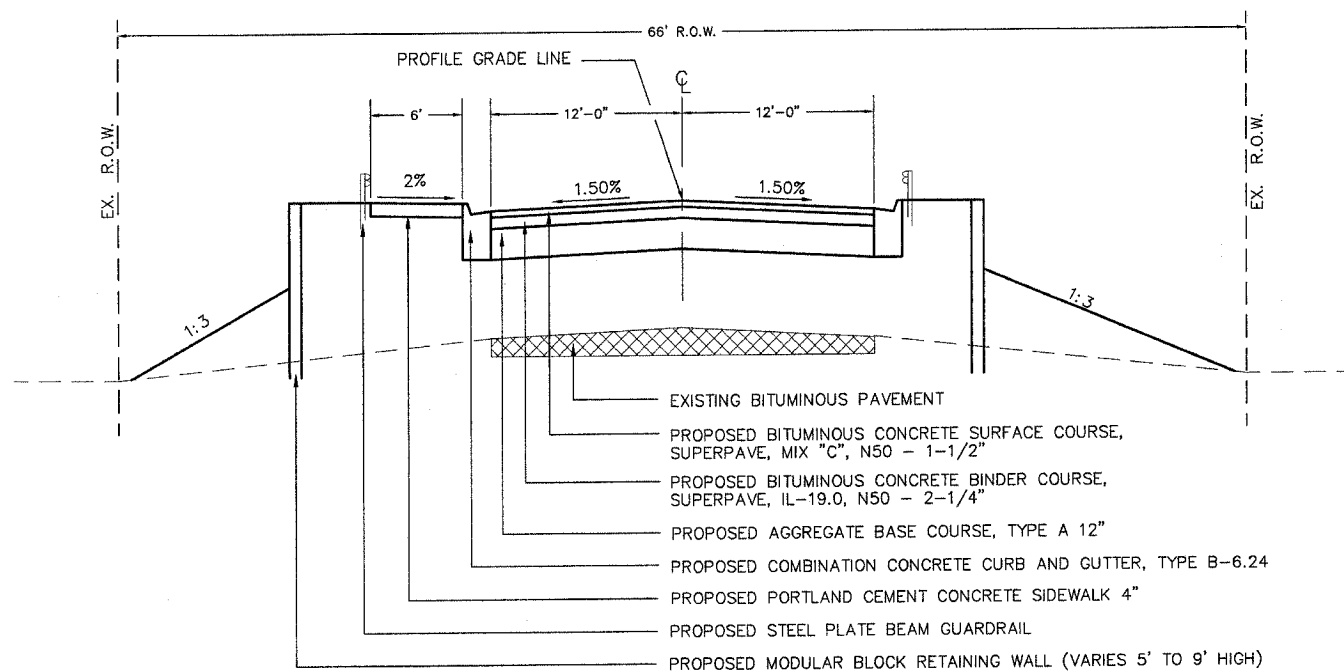 66' R.O.W.
PROFILE GRADE LINE
℄
6'
12'-0"
12'-0"
EX. R.O.W.
EX. R.O.W.
2%
1.50%
1.50%
1:3
1:3
EXISTING BITUMINOUS PAVEMENT
PROPOSED BITUMINOUS CONCRETE SURFACE COURSE,
SUPERPAVE, MIX "C", N50 - 1-1/2"
PROPOSED BITUMINOUS CONCRETE BINDER COURSE,
SUPERPAVE, IL-19.0, N50 - 2-1/4"
PROPOSED AGGREGATE BASE COURSE, TYPE A 12"
PROPOSED COMBINATION CONCRETE CURB AND GUTTER, TYPE B-6.24
PROPOSED PORTLAND CEMENT CONCRETE SIDEWALK 4"
PROPOSED STEEL PLATE BEAM GUARDRAIL
PROPOSED MODULAR BLOCK RETAINING WALL (VARIES 5' TO 9' HIGH)